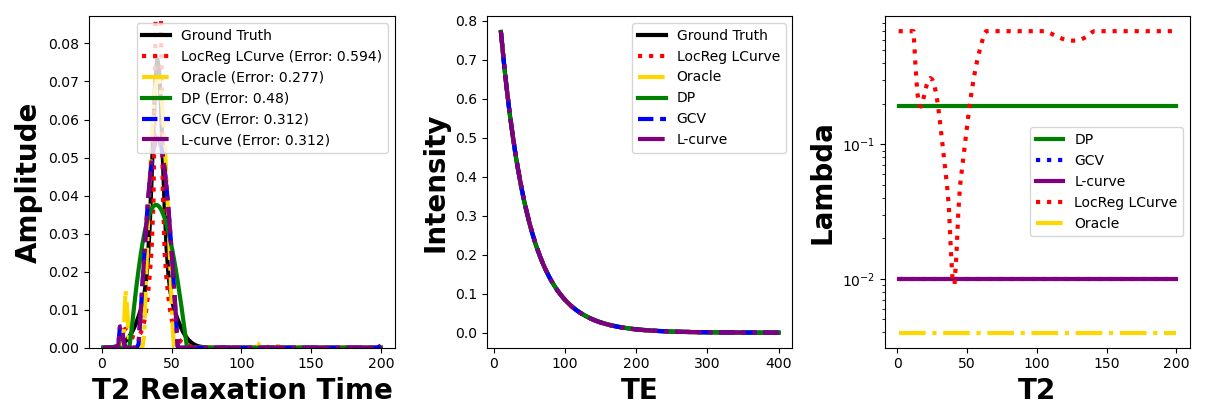 Amplitude
0.08
0.07
0.06
0.05
0.04
0.03
0.02
0.01
0.00
Ground Truth
LocReg LCurve (Error: 0.594)
Oracle (Error: 0.277)
DP (Error: 0.48)
GCV (Error: 0.312)
L-curve (Error: 0.312)
0 50 100 150 200
T2 Relaxation Time
Intensity
0.8
0.7
0.6
0.5
0.4
0.3
0.2
0.1
0.0
Ground Truth
LocReg LCurve
Oracle
DP
GCV
L-curve
0 100 200 300 400
TE
Lambda
10⁻¹
10⁻²
DP
GCV
L-curve
LocReg LCurve
Oracle
0 50 100 150 200
T2